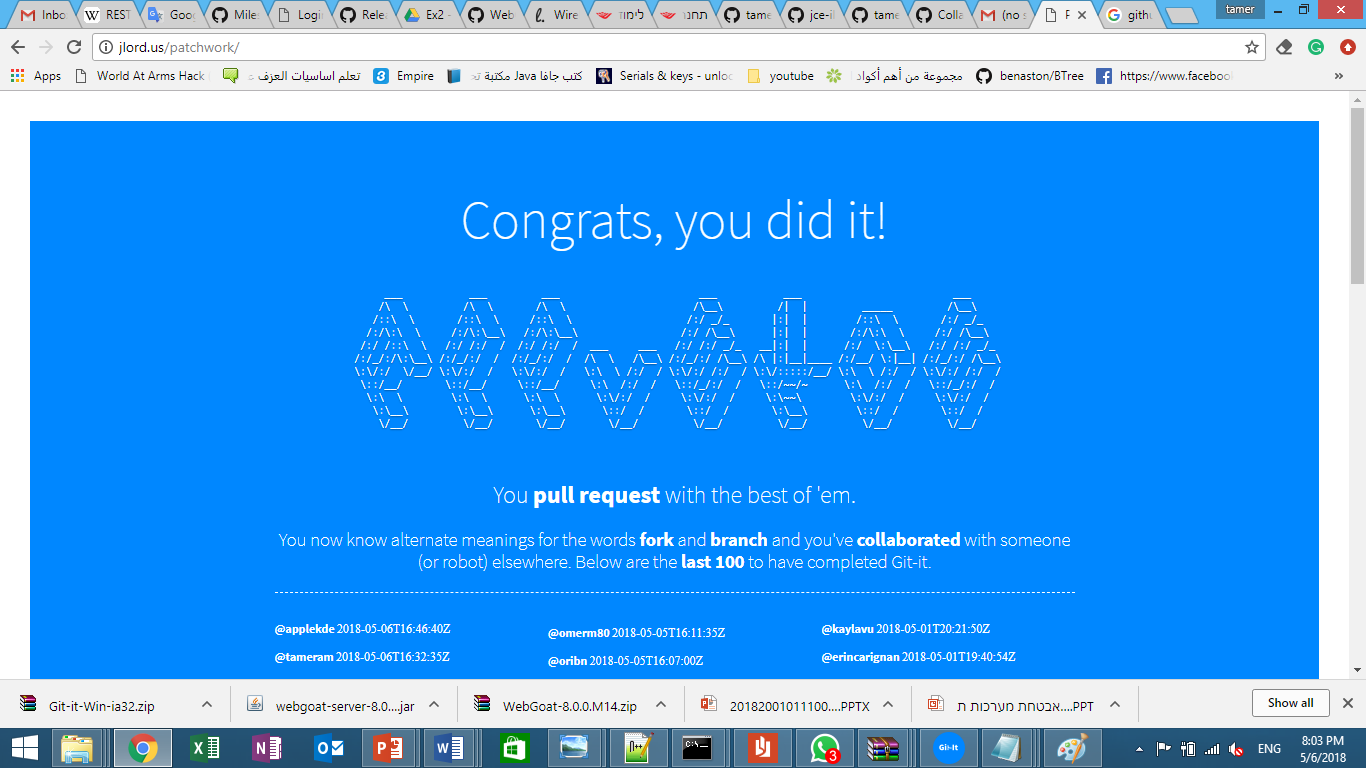 Inbo
REST
Goo
Miles
Login
Relea
Ex2 -
Web
Wire
לימוד
תחנו
tame
jce-i
tame
Colla
(no s
githu
tamer
jlord.us/patchwork/
Apps
World At Arms Hack
تعلم اساسيات العزف
Empire
كتب جافا Java مكتبة
Serials & keys - unlo
youtube
مجموعة من أهم أكواد
benaston/BTree
https://www.facebo
»
Congrats, you did it!
You pull request with the best of 'em.
You now know alternate meanings for the words fork and branch and you've collaborated with someone
(or robot) elsewhere. Below are the last 100 to have completed Git-it.
@applekde 2018-05-06T16:46:40Z
@omerm80 2018-05-05T16:11:35Z
@kaylavu 2018-05-01T20:21:50Z
@tameram 2018-05-06T16:32:35Z
@oribn 2018-05-05T16:07:00Z
@erincarignan 2018-05-01T19:40:54Z
Git-it-Win-ia32.zip
webgoat-server-8.0....jar
WebGoat-8.0.0.M14.zip
20182001011100....PPTX
אבטחת מערכות ת....PPT
Show all
Git-It
3
ENG
8:03 PM
5/6/2018